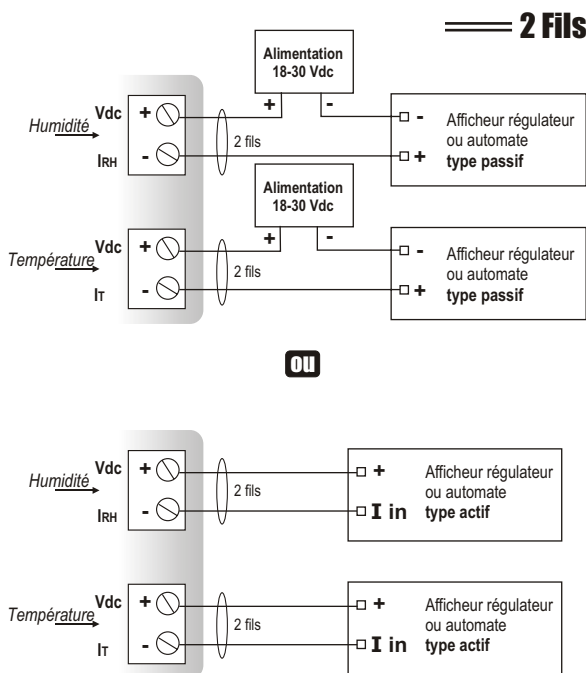 2 Fils
Alimentation
18-30 Vdc
+ -
Humidité
Vdc +
IRH -
2 fils
- Afficheur régulateur
ou automate
+ type passif
Alimentation
18-30 Vdc
+ -
Température
Vdc +
IT -
2 fils
- Afficheur régulateur
ou automate
+ type passif
ou
Humidité
Vdc +
IRH -
2 fils
+ Afficheur régulateur
ou automate
I in type actif
Température
Vdc +
IT -
2 fils
+ Afficheur régulateur
ou automate
I in type actif